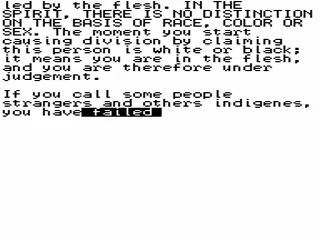 led by the flesh. IN THE
SPIRIT, THERE IS NO DISTINCTION
ON THE BASIS OF RACE, COLOR OR
SEX. The moment you start
causing division by claiming
this person is white or black;
it means you are in the flesh,
and you are therefore under
judgement.
If you call some people
strangers and others indigenes,
you have failed